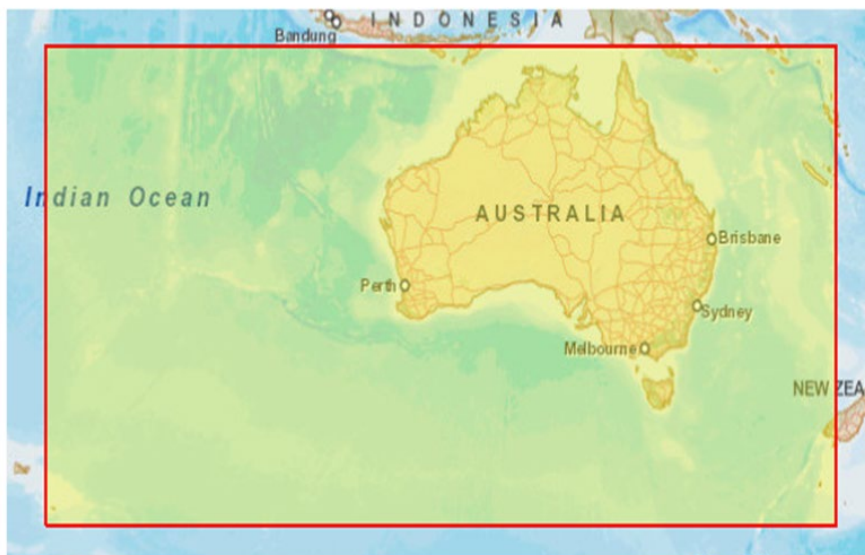 INDONESIA
Bandung
Indian Ocean
AUSTRALIA
Brisbane
Perth
Sydney
Melbourne
NEW ZEA